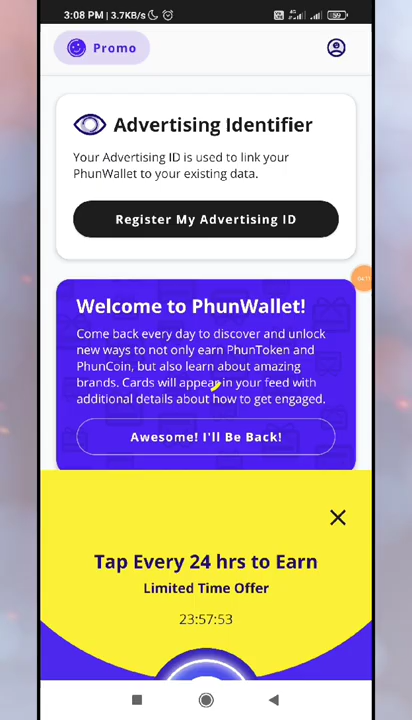 3:08 PM | 3.7KB/s
Promo
Advertising Identifier
Your Advertising ID is used to link your
PhunWallet to your existing data.
Register My Advertising ID
Welcome to PhunWallet!
Come back every day to discover and unlock
new ways to not only earn PhunToken and
PhunCoin, but also learn about amazing
brands. Cards will appear in your feed with
additional details about how to get engaged.
Awesome! I'll Be Back!
Tap Every 24 hrs to Earn
Limited Time Offer
23:57:53